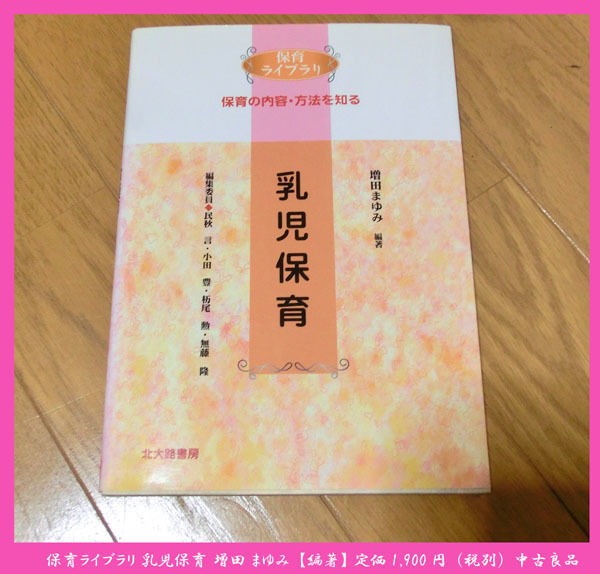 保育
ライブラリ
保育の内容・方法を知る
乳児保育
増田まゆみ 編著
編集委員◆民秋 言・小田 豊・栃尾 勲・無藤 隆
北大路書房
保育ライブラリ 乳児保育 増田 まゆみ【編著】定価 1,900 円(税別)中古良品